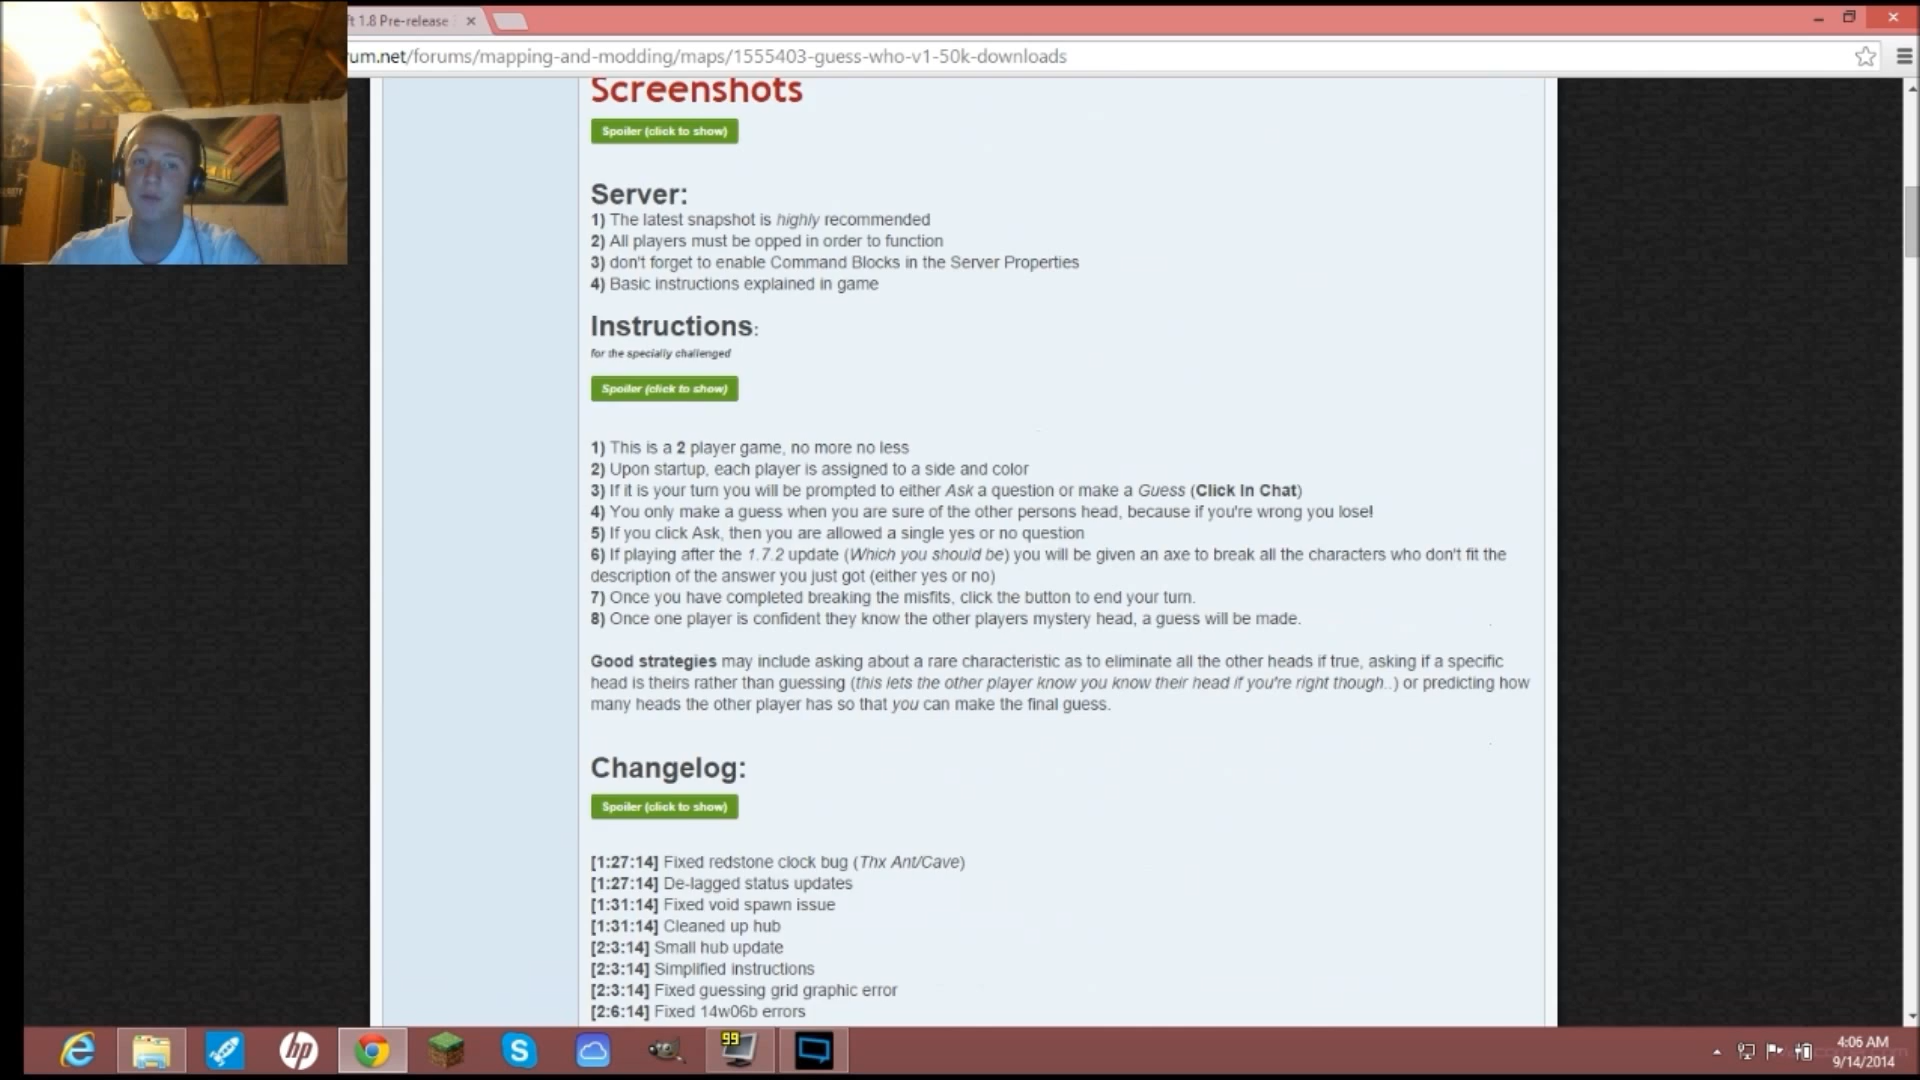 ft 1.8 Pre-release
um.net/forums/mapping-and-modding/maps/1555403-guess-who-v1-50k-downloads
Screenshots
Spoiler (click to show)
Server:
1) The latest snapshot is highly recommended
2) All players must be opped in order to function
3) don't forget to enable Command Blocks in the Server Properties
4) Basic instructions explained in game
Instructions:
for the specially challenged
Spoiler (click to show)
1) This is a 2 player game, no more no less
2) Upon startup, each player is assigned to a side and color
3) If it is your turn you will be prompted to either Ask a question or make a Guess (Click In Chat)
4) You only make a guess when you are sure of the other persons head, because if you're wrong you lose!
5) If you click Ask, then you are allowed a single yes or no question
6) If playing after the 1.7.2 update (Which you should be) you will be given an axe to break all the characters who don't fit the
description of the answer you just got (either yes or no)
7) Once you have completed breaking the misfits, click the button to end your turn.
8) Once one player is confident they know the other players mystery head, a guess will be made.
Good strategies may include asking about a rare characteristic as to eliminate all the other heads if true, asking if a specific
head is theirs rather than guessing (this lets the other player know you know their head if you're right though..) or predicting how
many heads the other player has so that you can make the final guess.
Changelog:
Spoiler (click to show)
[1:27:14] Fixed redstone clock bug (Thx Ant/Cave)
[1:27:14] De-lagged status updates
[1:31:14] Fixed void spawn issue
[1:31:14] Cleaned up hub
[2:3:14] Small hub update
[2:3:14] Simplified instructions
[2:3:14] Fixed guessing grid graphic error
[2:6:14] Fixed 14w06b errors
hp
S
99
4:06 AM
9/14/2014